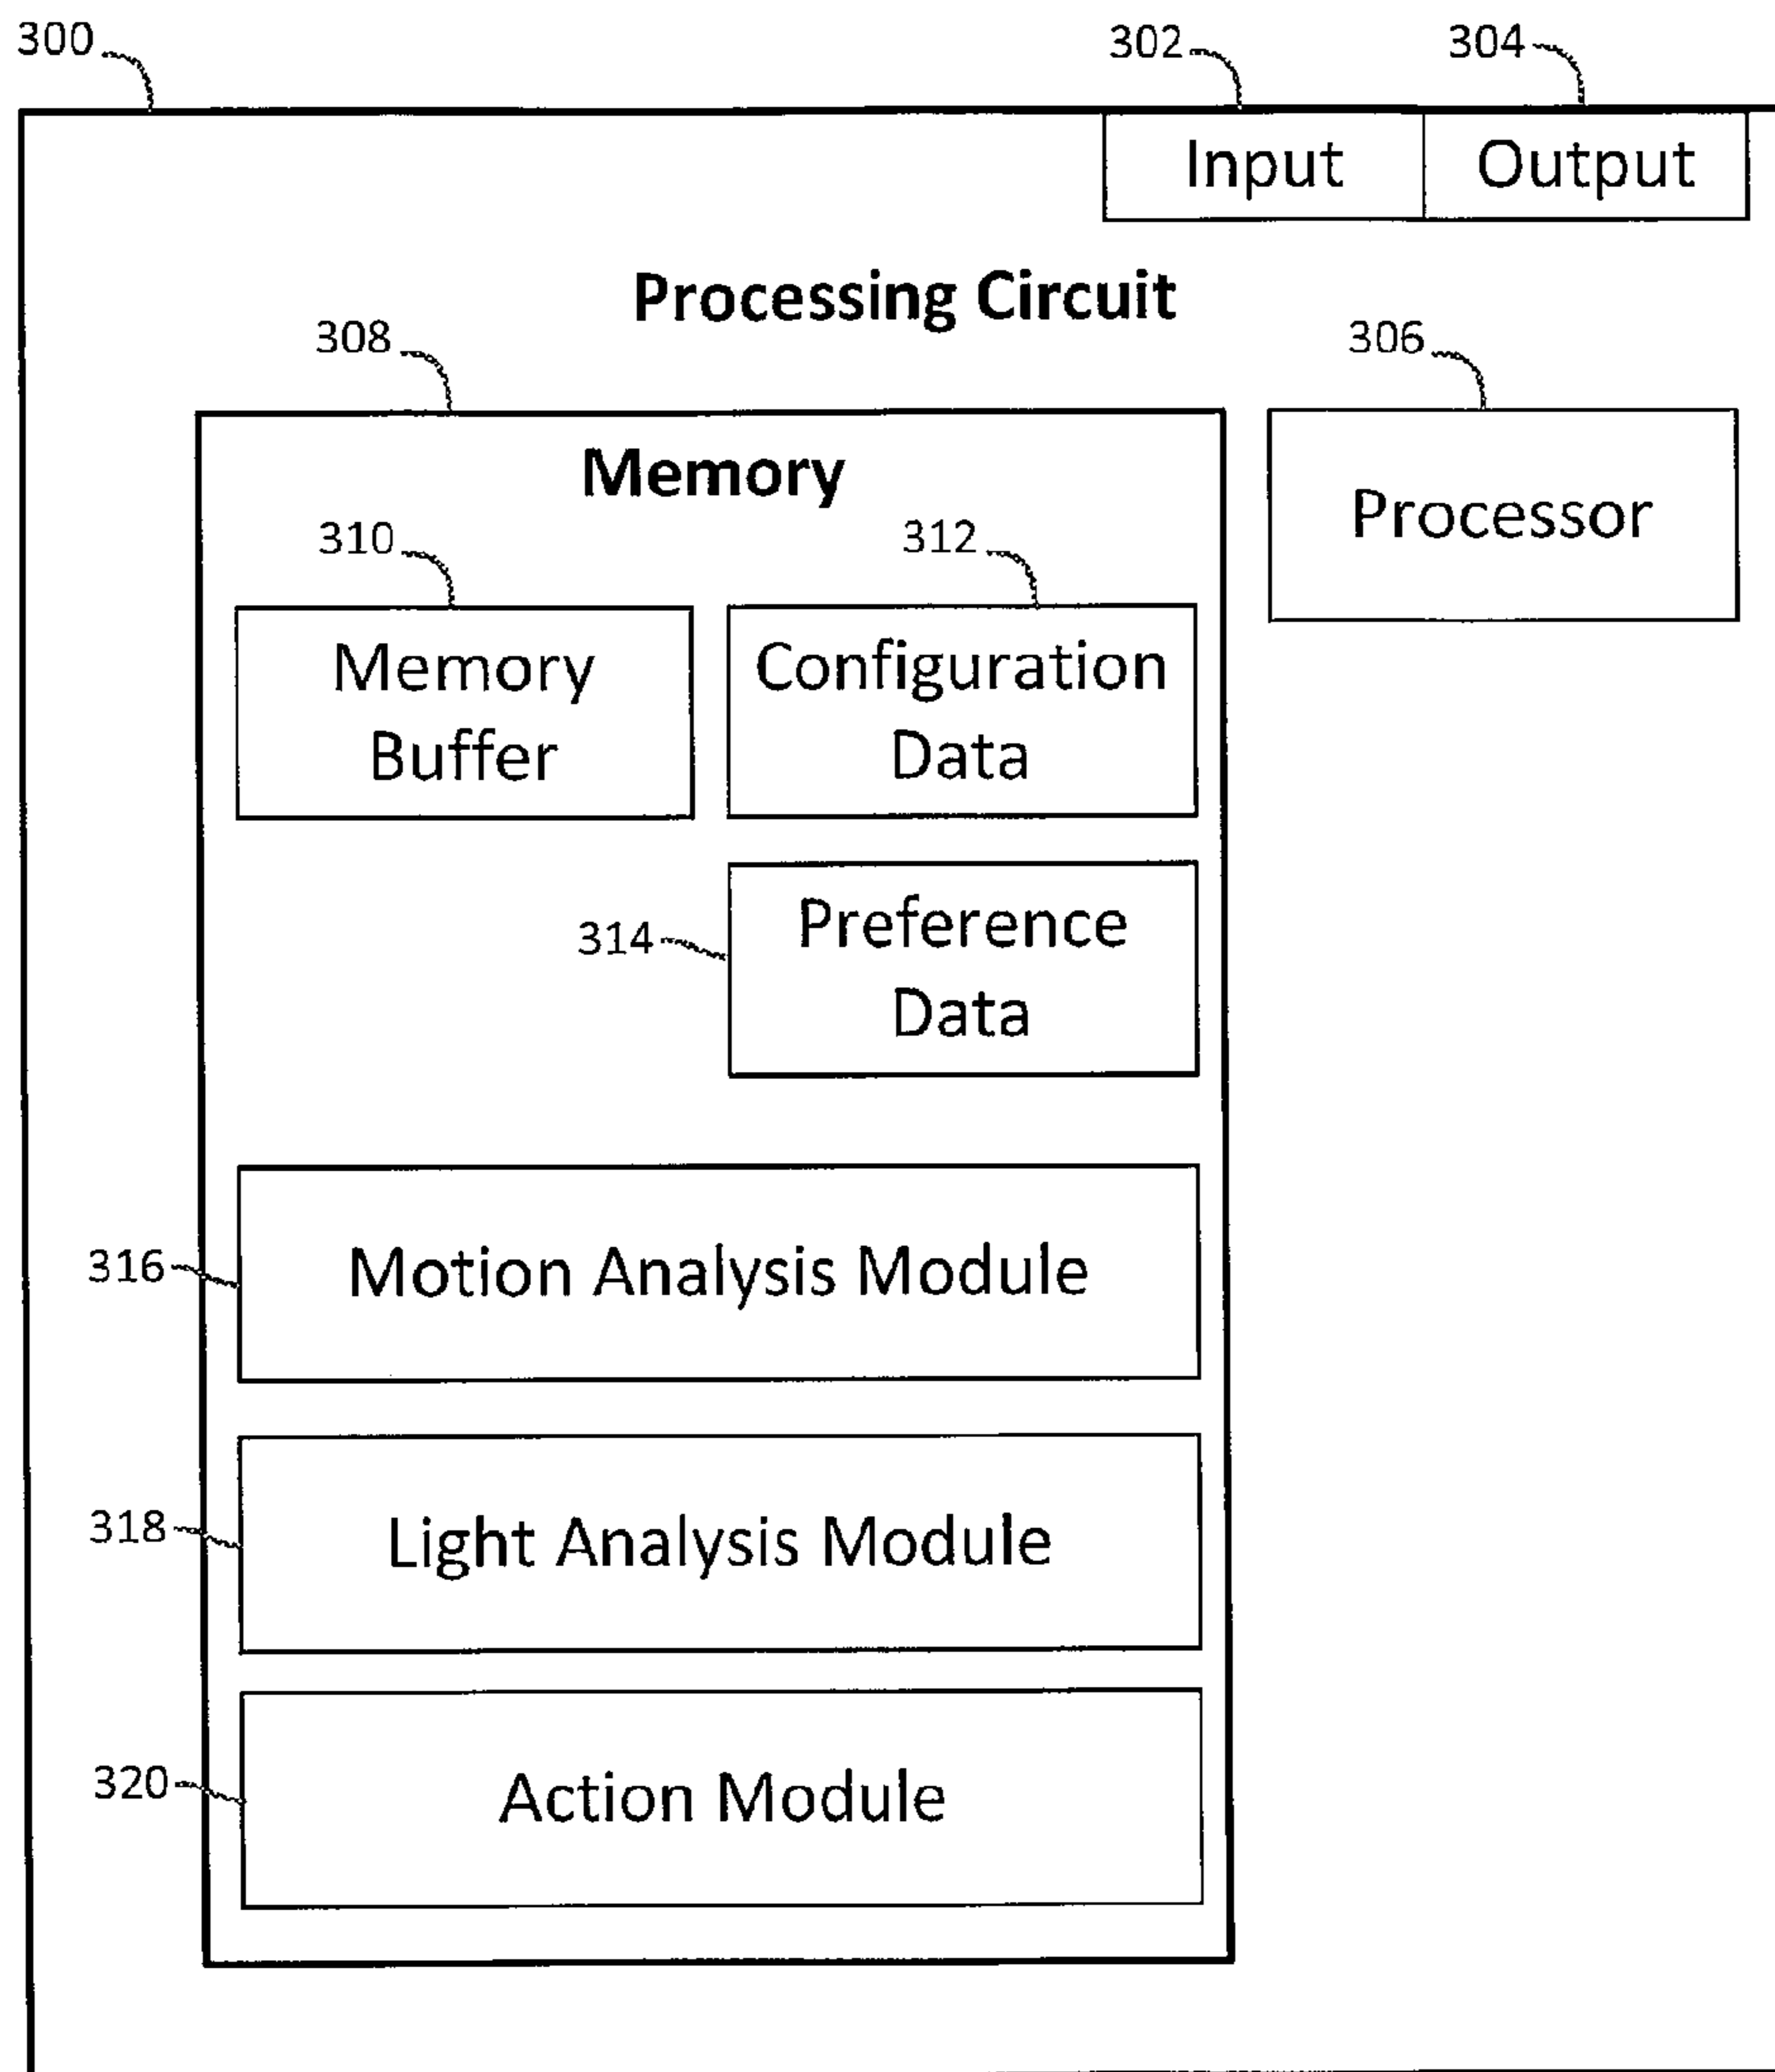 300
302
304
Input
Output
Processing Circuit
308
306
Memory
Processor
310
312
Memory
Buffer
Configuration
Data
314
Preference
Data
316
Motion Analysis Module
318
Light Analysis Module
320
Action Module